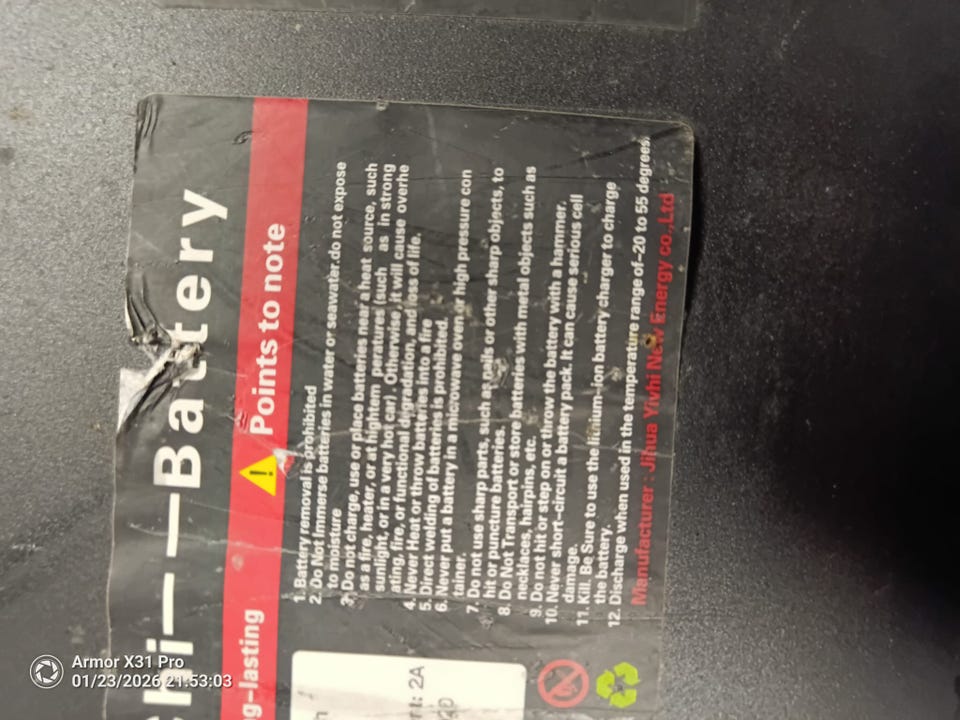 hi——Battery
g-lasting
Points to note
1. Battery removal is prohibited
2. Do Not Immerse batteries in water or seawater.do not expose
to moisture
3. Do not charge, use or place batteries near a heat source, such
as a fire, heater, or at hightem peratures (such as in strong
sunlight, or in a very hot car). Otherwise, it will cause overhe
ating, fire, or functional degradation, and loss of life.
4. Never Heat or throw batteries into a fire
5. Direct welding of batteries is prohibited.
6. Never put a battery in a microwave oven or high pressure con
tainer.
7. Do not use sharp parts, such as nails or other sharp objects, to
hit or puncture batteries.
8. Do Not Transport or store batteries with metal objects such as
necklaces, hairpins, etc.
9. Do not hit or step on or throw the battery with a hammer.
10. Never short-circuit a battery pack. It can cause serious cell
damage.
11. Kill. Be Sure to use the lithium-ion battery charger to charge
the battery.
12. Discharge when used in the temperature range of-20 to 55 degrees.
Manufacturer : Jihua Yivhi New Energy co.,Ltd
t: 2A
Armor X31 Pro
01/23/2026 21:53:03